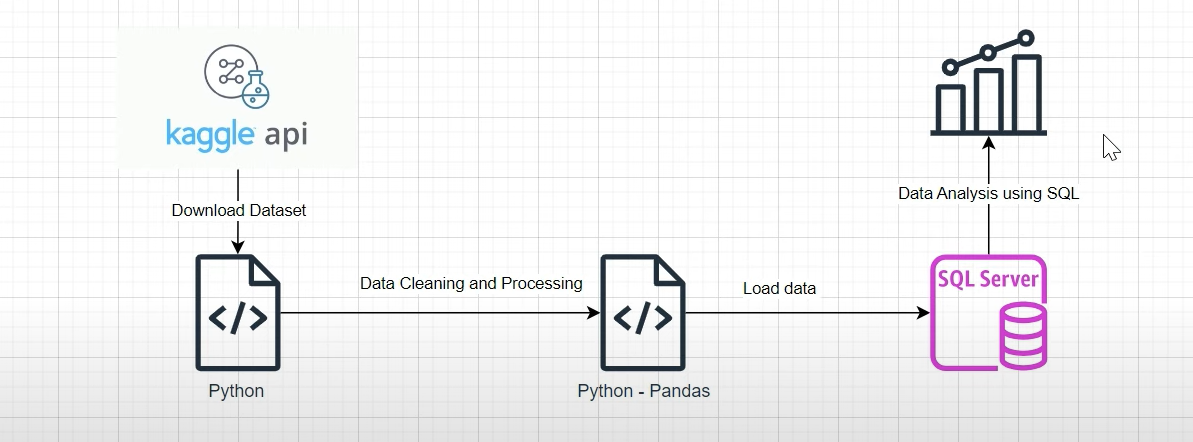 kaggle api
Download Dataset
Data Cleaning and Processing
Load data
Data Analysis using SQL
SQL Server
</>
</>
Python
Python - Pandas